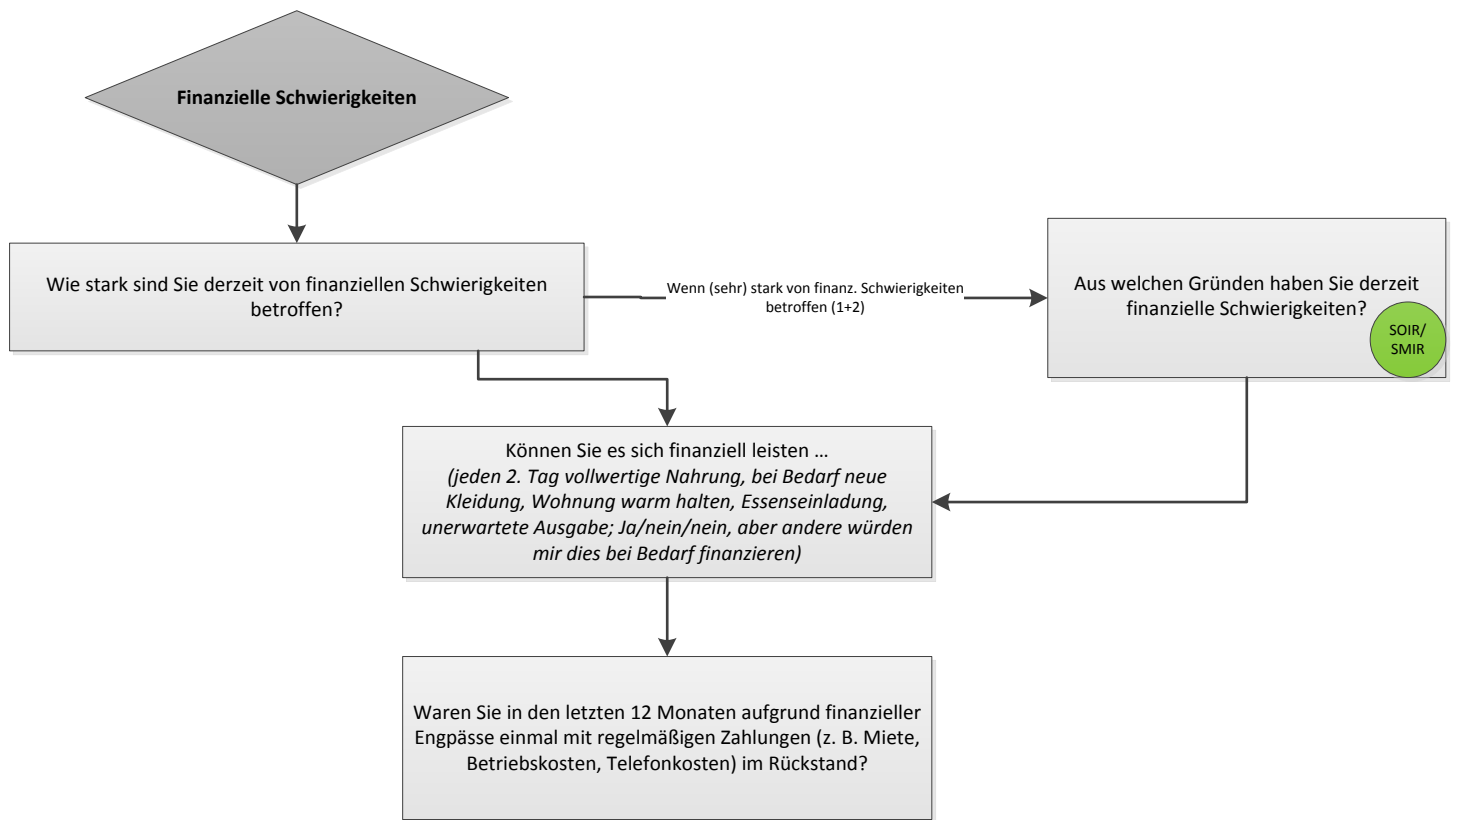 Finanzielle Schwierigkeiten
Wie stark sind Sie derzeit von finanziellen Schwierigkeiten
betroffen?
Wenn (sehr) stark von finanz. Schwierigkeiten
betroffen (1+2)
Aus welchen Gründen haben Sie derzeit
finanzielle Schwierigkeiten?
SOIR/
SMIR
Können Sie es sich finanziell leisten …
(jeden 2. Tag vollwertige Nahrung, bei Bedarf neue
Kleidung, Wohnung warm halten, Essenseinladung,
unerwartete Ausgabe; Ja/nein/nein, aber andere würden
mir dies bei Bedarf finanzieren)
Waren Sie in den letzten 12 Monaten aufgrund finanzieller
Engpässe einmal mit regelmäßigen Zahlungen (z. B. Miete,
Betriebskosten, Telefonkosten) im Rückstand?